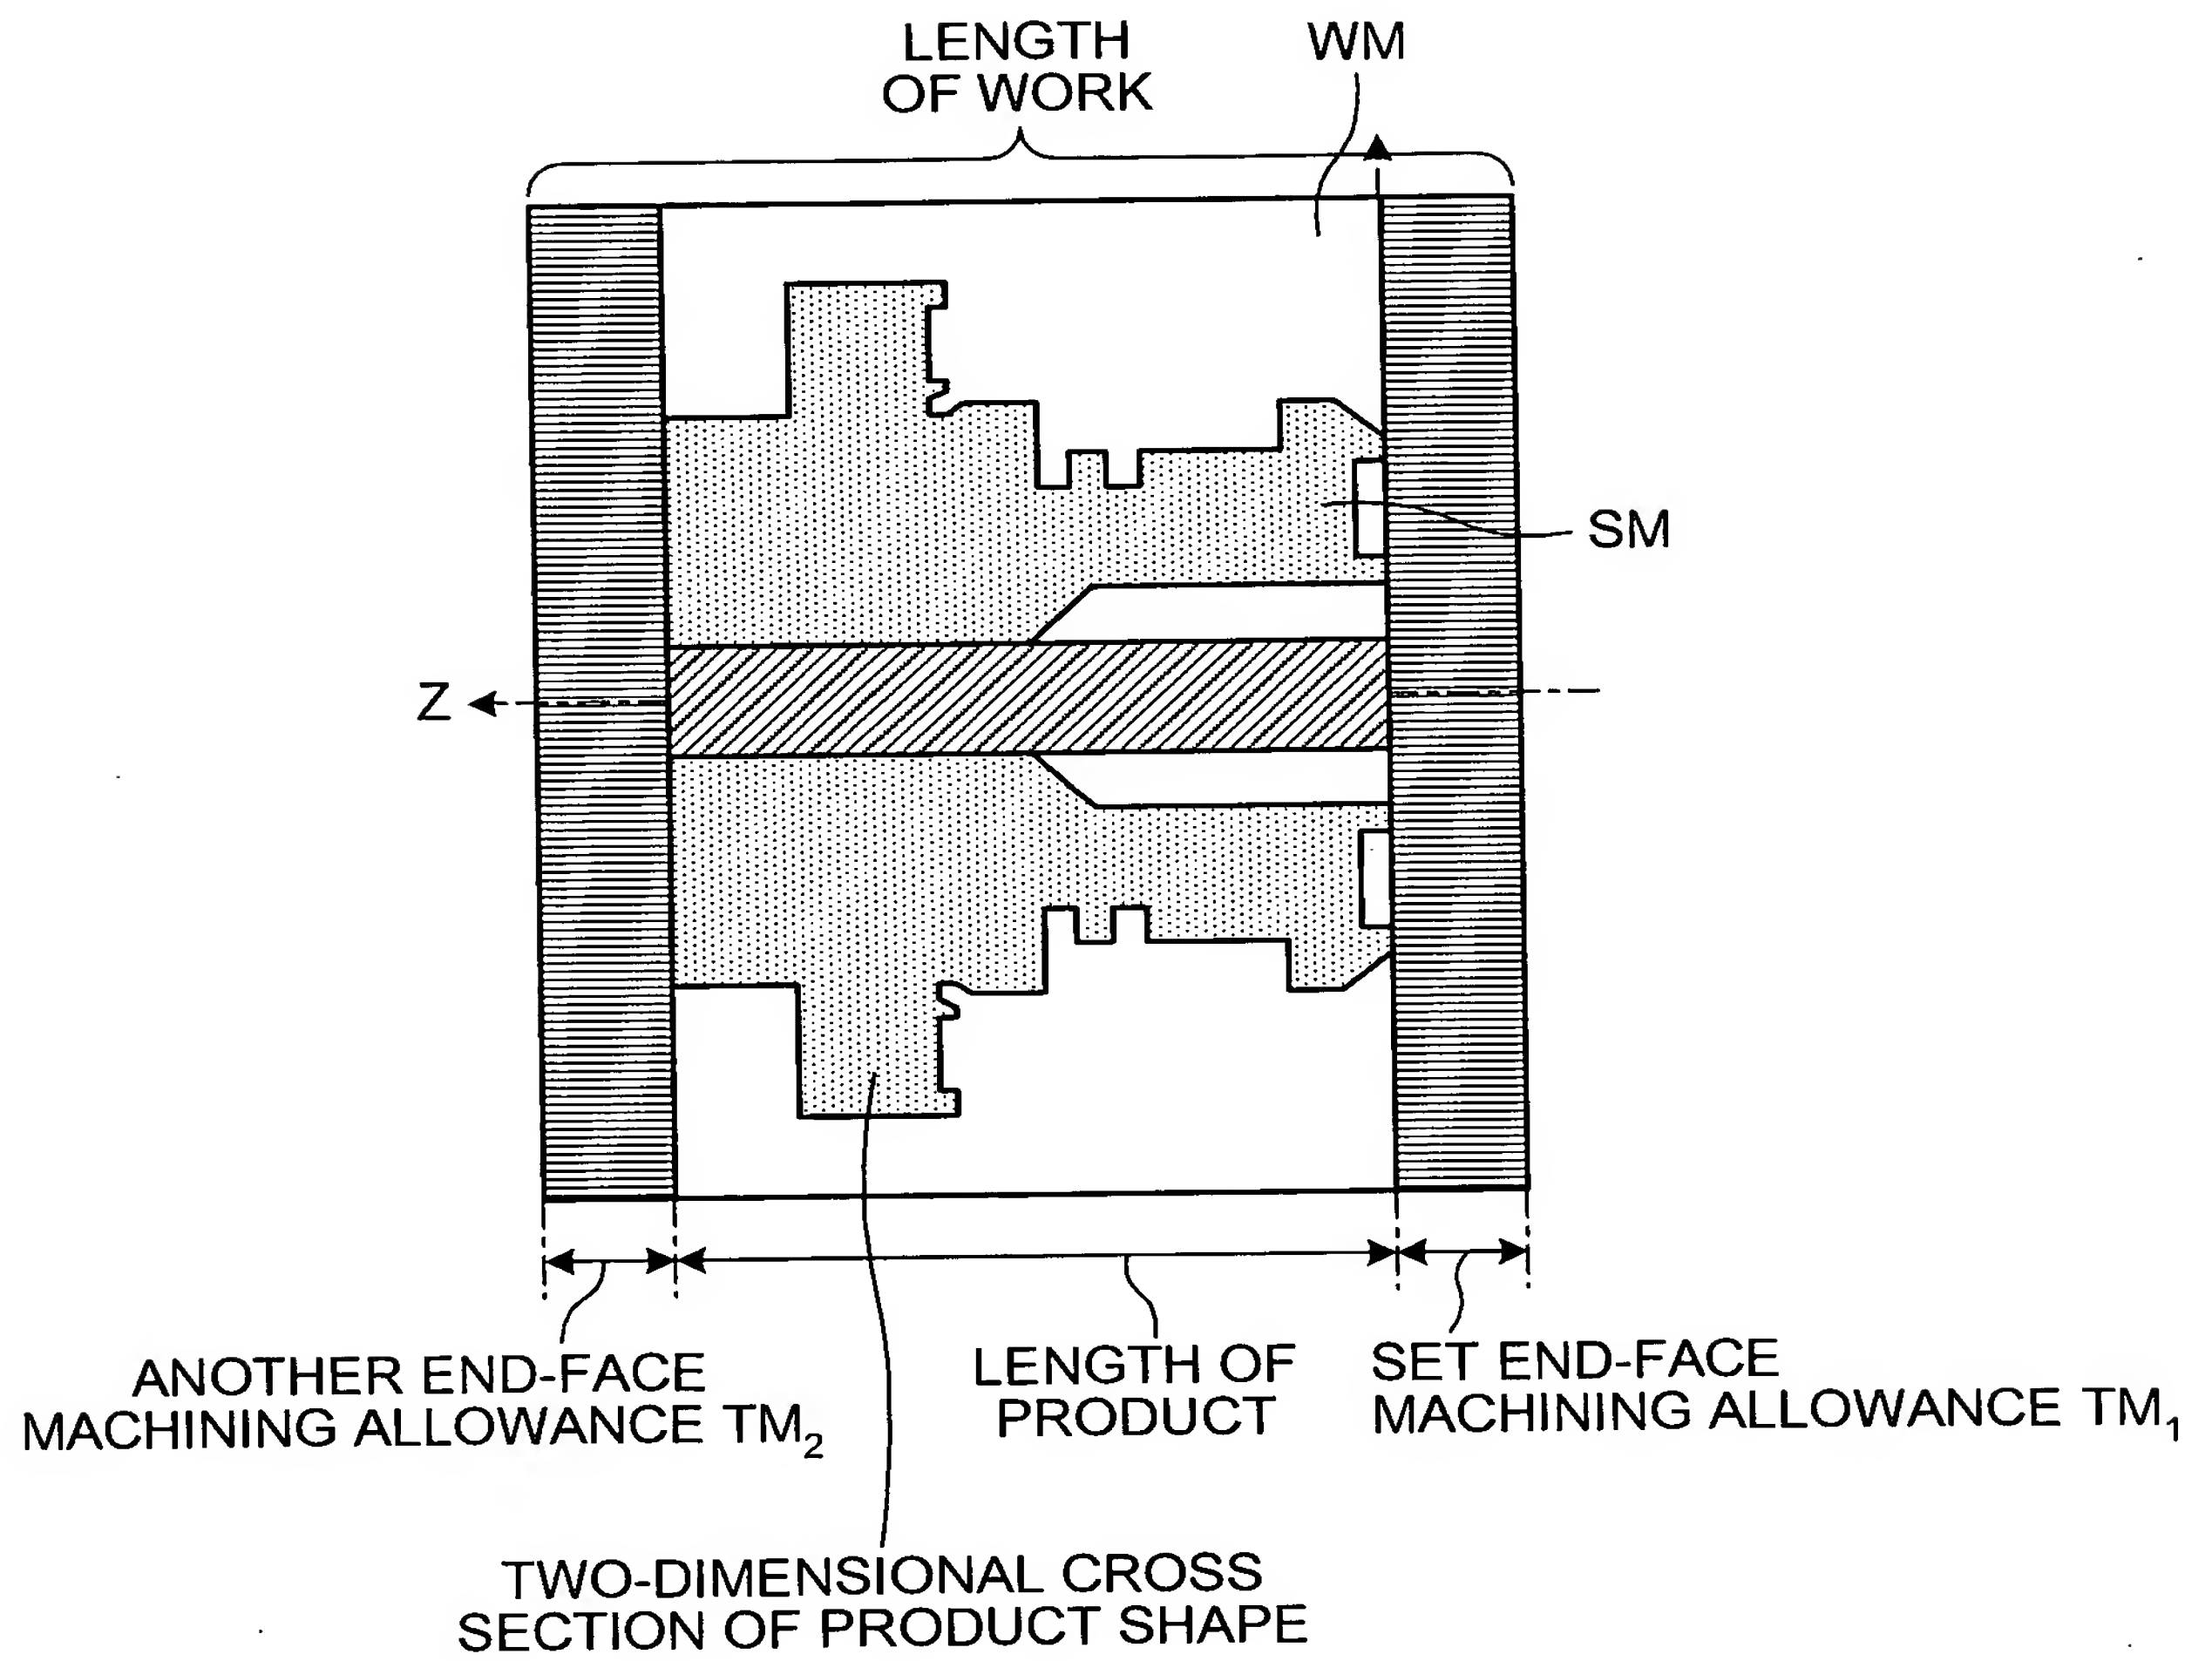 LENGTH
OF WORK
WM
SM
Z
ANOTHER END-FACE
MACHINING ALLOWANCE TM₂
LENGTH OF
PRODUCT
SET END-FACE
MACHINING ALLOWANCE TM₁
TWO-DIMENSIONAL CROSS
SECTION OF PRODUCT SHAPE